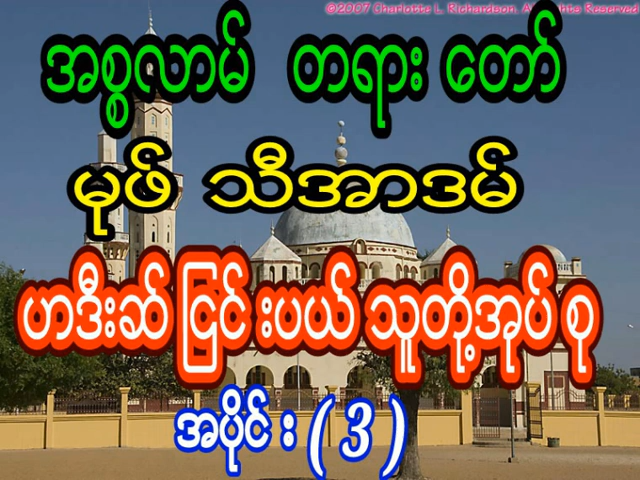 ©2007 Charlotte L. Richardson. All Rights Reserved
အစ္စလာမ် တရား တော်
မုဖ် သီအာဒမ်
ဟာဒီးဆ် ငြင်းပယ် သူတို့အုပ် စု
အပိုင် း ( 3 )